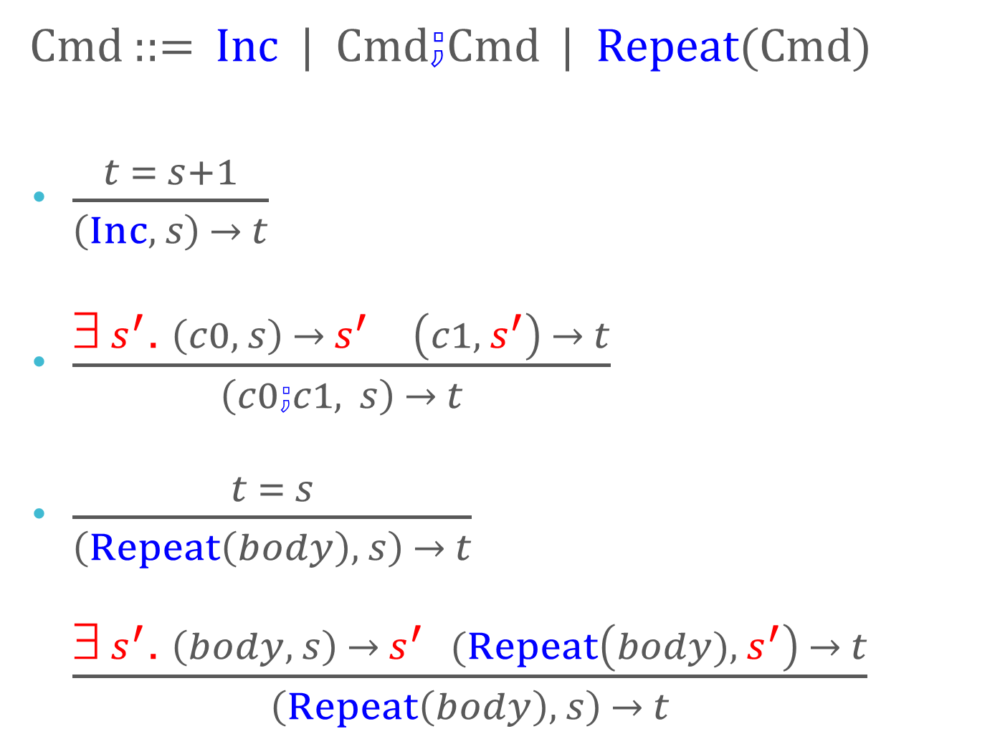 Cmd ::= Inc | Cmd;Cmd | Repeat(Cmd)
• t = s+1
(Inc, s) → t
• ∃ s′. (c0, s) → s′ (c1, s′) → t
(c0;c1, s) → t
• t = s
(Repeat(body), s) → t
∃ s′. (body, s) → s′ (Repeat(body), s′) → t
(Repeat(body), s) → t